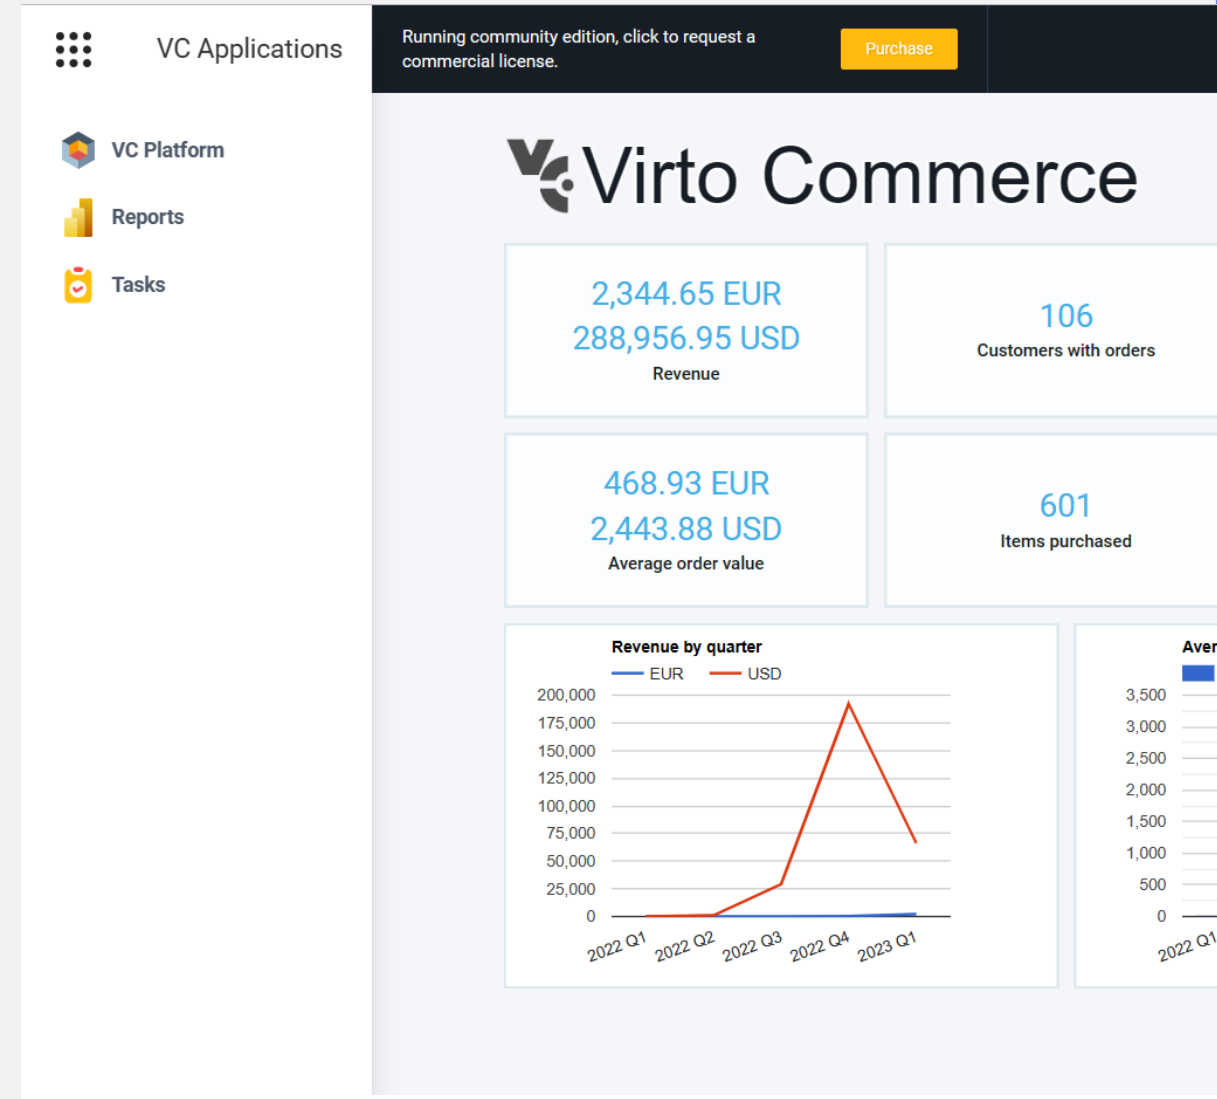 VC Applications
Running community edition, click to request a
commercial license.
Purchase
VC Platform
Reports
Tasks
Virto Commerce
2,344.65 EUR
288,956.95 USD
Revenue
106
Customers with orders
468.93 EUR
2,443.88 USD
Average order value
601
Items purchased
Revenue by quarter
EUR
USD
200,000
175,000
150,000
125,000
100,000
75,000
50,000
25,000
0
2022 Q1
2022 Q2
2022 Q3
2022 Q4
2023 Q1
Aver
3,500
3,000
2,500
2,000
1,500
1,000
500
0
2022 Q1